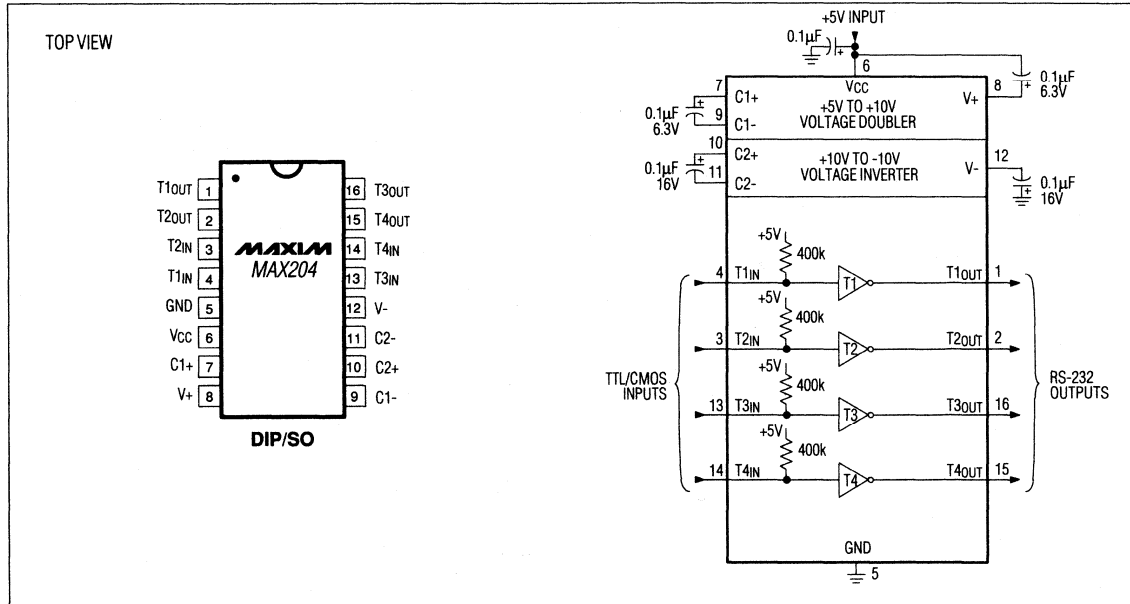 TOP VIEW
T1OUT 1
T2OUT 2
T2IN 3
T1IN 4
GND 5
VCC 6
C1+ 7
V+ 8
MAXIM
MAX204
16 T3OUT
15 T4OUT
14 T4IN
13 T3IN
12 V-
11 C2-
10 C2+
9 C1-
DIP/SO
+5V INPUT
0.1µF
+
6
VCC
0.1µF
6.3V
+
8
V+
7
C1+
+
0.1µF
6.3V
9
C1-
+5V TO +10V
VOLTAGE DOUBLER
10
C2+
+
0.1µF
16V
11
C2-
+10V TO -10V
VOLTAGE INVERTER
12
V-
+
0.1µF
16V
+5V
400k
4 T1IN T1 T1OUT 1
+5V
400k
3 T2IN T2 T2OUT 2
+5V
400k
13 T3IN T3 T3OUT 16
+5V
400k
14 T4IN T4 T4OUT 15
TTL/CMOS
INPUTS
RS-232
OUTPUTS
GND
5